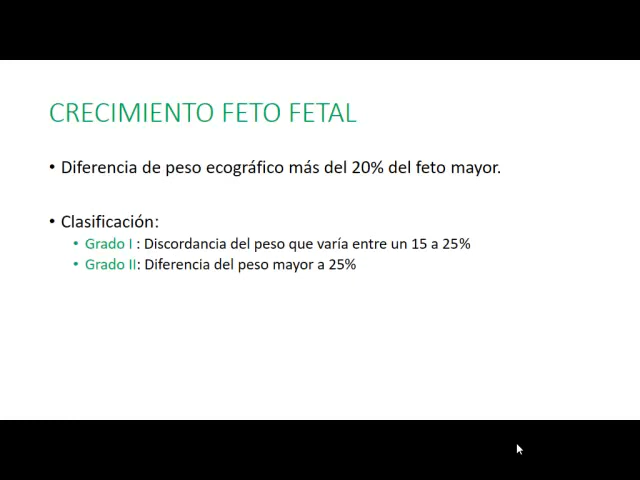 CRECIMIENTO FETO FETAL
• Diferencia de peso ecográfico más del 20% del feto mayor.
• Clasificación:
• Grado I : Discordancia del peso que varía entre un 15 a 25%
• Grado II: Diferencia del peso mayor a 25%